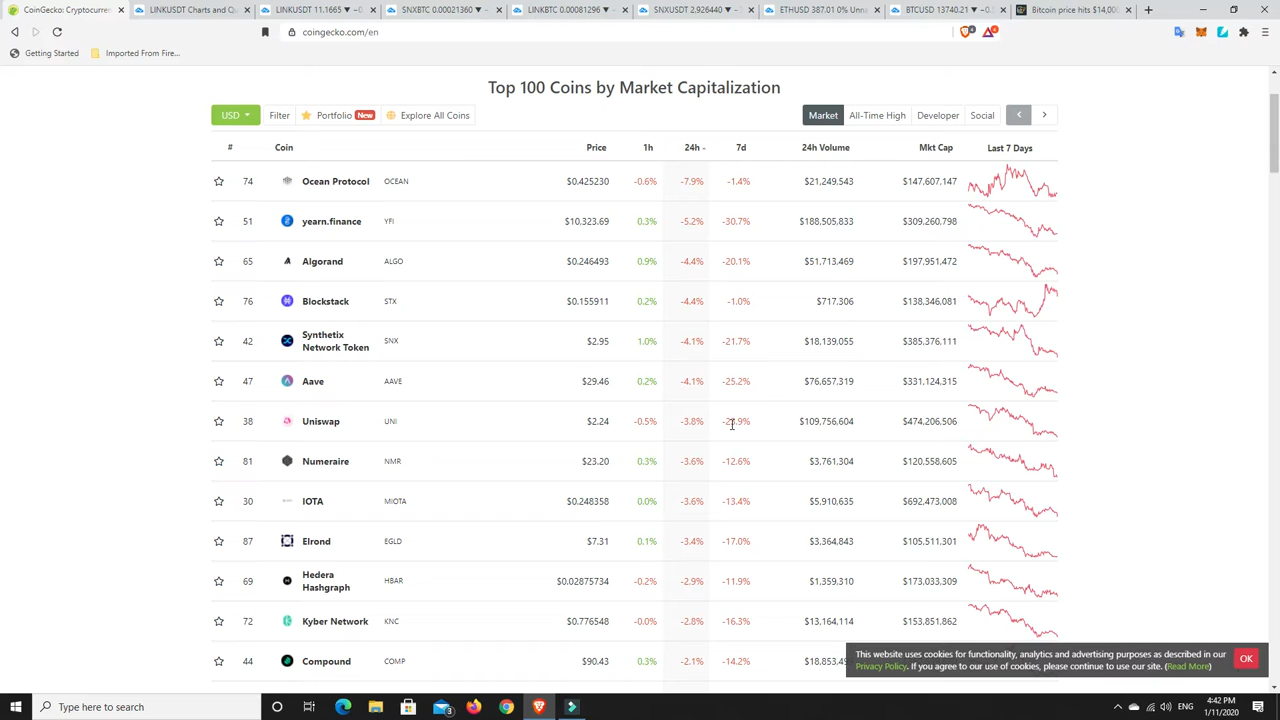 CoinGecko: Cryptocurrenc
LINKUSDT Charts and Qu
LINKUSDT 11.1665
SNXBTC 0.00021360
LINKBTC 0.00081296
SNXUSDT 2.926440
ETHUSD 387.01 0% Unna
BTCUSD 13740.21
Bitcoin price hits $14,000
coingecko.com/en
Getting Started
Imported From Fire...
Top 100 Coins by Market Capitalization
USD Filter Portfolio New Explore All Coins Market All-Time High Developer Social
# Coin Price 1h 24h 7d 24h Volume Mkt Cap Last 7 Days
74 Ocean Protocol OCEAN $0.425230 -0.6% -7.9% -1.4% $21,249,543 $147,607,147
51 yearn.finance YFI $10,323.69 0.3% -5.2% -30.7% $188,505,833 $309,260,798
65 Algorand ALGO $0.246493 0.9% -4.4% -20.1% $51,713,469 $197,951,472
76 Blockstack STX $0.155911 0.2% -4.4% -1.0% $717,306 $138,346,081
42 Synthetix Network Token SNX $2.95 1.0% -4.1% -21.7% $18,139,055 $385,376,111
47 Aave AAVE $29.46 0.2% -4.1% -25.2% $76,657,319 $331,124,315
38 Uniswap UNI $2.24 -0.5% -3.8% $109,756,604 $474,206,506
81 Numeraire NMR $23.20 0.3% -3.6% -12.6% $3,761,304 $120,558,605
30 IOTA MIOTA $0.248358 0.0% -3.6% -13.4% $5,910,635 $692,473,008
87 Elrond EGLD $7.31 0.1% -3.4% -17.0% $3,364,843 $105,511,301
69 Hedera Hashgraph HBAR $0.02875734 -0.2% -2.9% -11.9% $1,359,310 $173,033,309
72 Kyber Network KNC $0.776548 -0.0% -2.8% -16.3% $13,164,114 $153,851,862
44 Compound COMP $90.43 0.3% -2.1% -14.2%
This website uses cookies for functionality, analytics and advertising purposes as described in our
Privacy Policy. If you agree to our use of cookies, please continue to use our site. (Read More)
OK
Type here to search
ENG
4:42 PM
1/11/2020